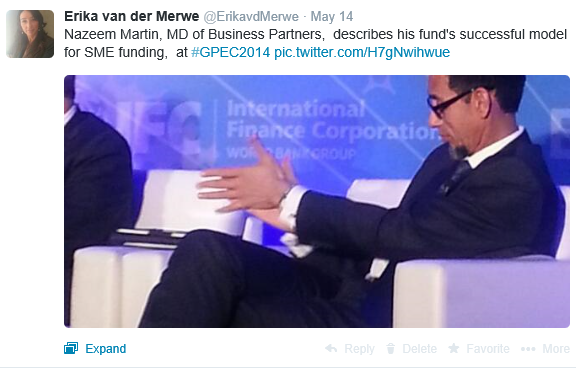 Erika van der Merwe @ErikavdMerwe · May 14
Nazeem Martin, MD of Business Partners,  describes his fund's successful model
for SME funding,  at #GPEC2014 pic.twitter.com/H7gNwihwue
IFC International
Finance Corporation
WORLD BANK GROUP
Expand
Reply Delete Favorite More